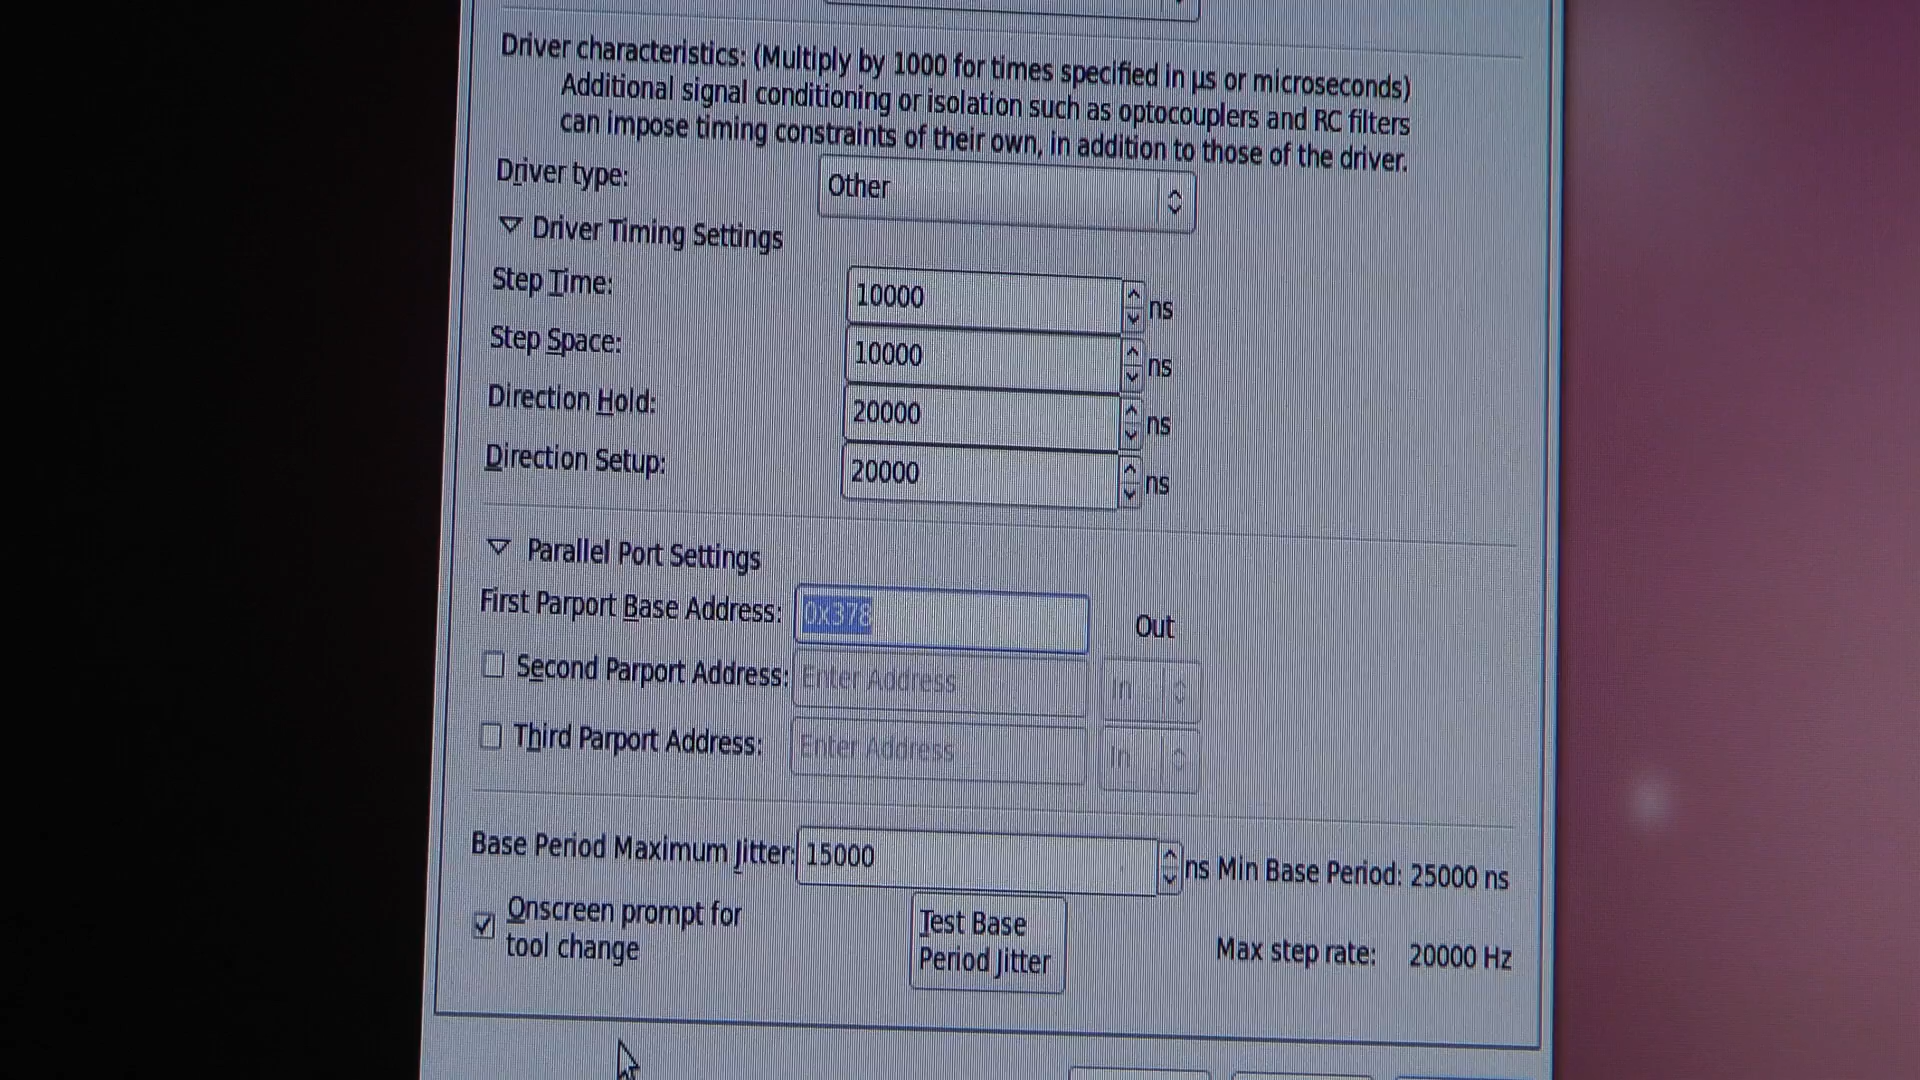 Driver characteristics: (Multiply by 1000 for times specified in µs or microseconds)
Additional signal conditioning or isolation such as optocouplers and RC filters
can impose timing constraints of their own, in addition to those of the driver.
Driver type: Other
Driver Timing Settings
Step Time: 10000 ns
Step Space: 10000 ns
Direction Hold: 20000 ns
Direction Setup: 20000 ns
Parallel Port Settings
First Parport Base Address: 0x378 Out
Second Parport Address: Enter Address In
Third Parport Address: Enter Address In
Base Period Maximum Jitter: 15000 ns Min Base Period: 25000 ns
Onscreen prompt for
tool change
Test Base
Period Jitter
Max step rate: 20000 Hz